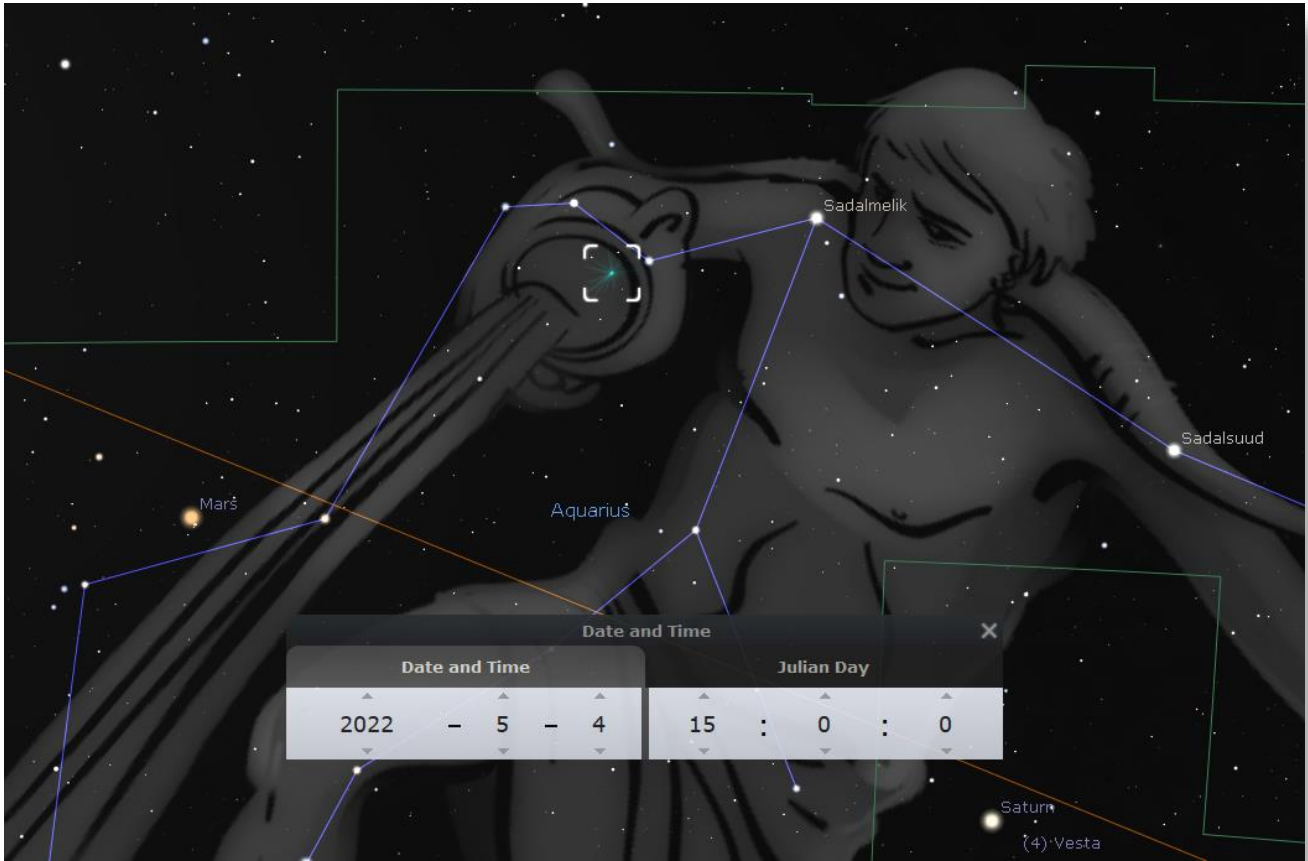 Sadalmelik
Sadalsuud
Mars
Aquarius
Date and Time
Date and Time Julian Day
2022 – 5 – 4 15 : 0 : 0
Saturn
(4) Vesta